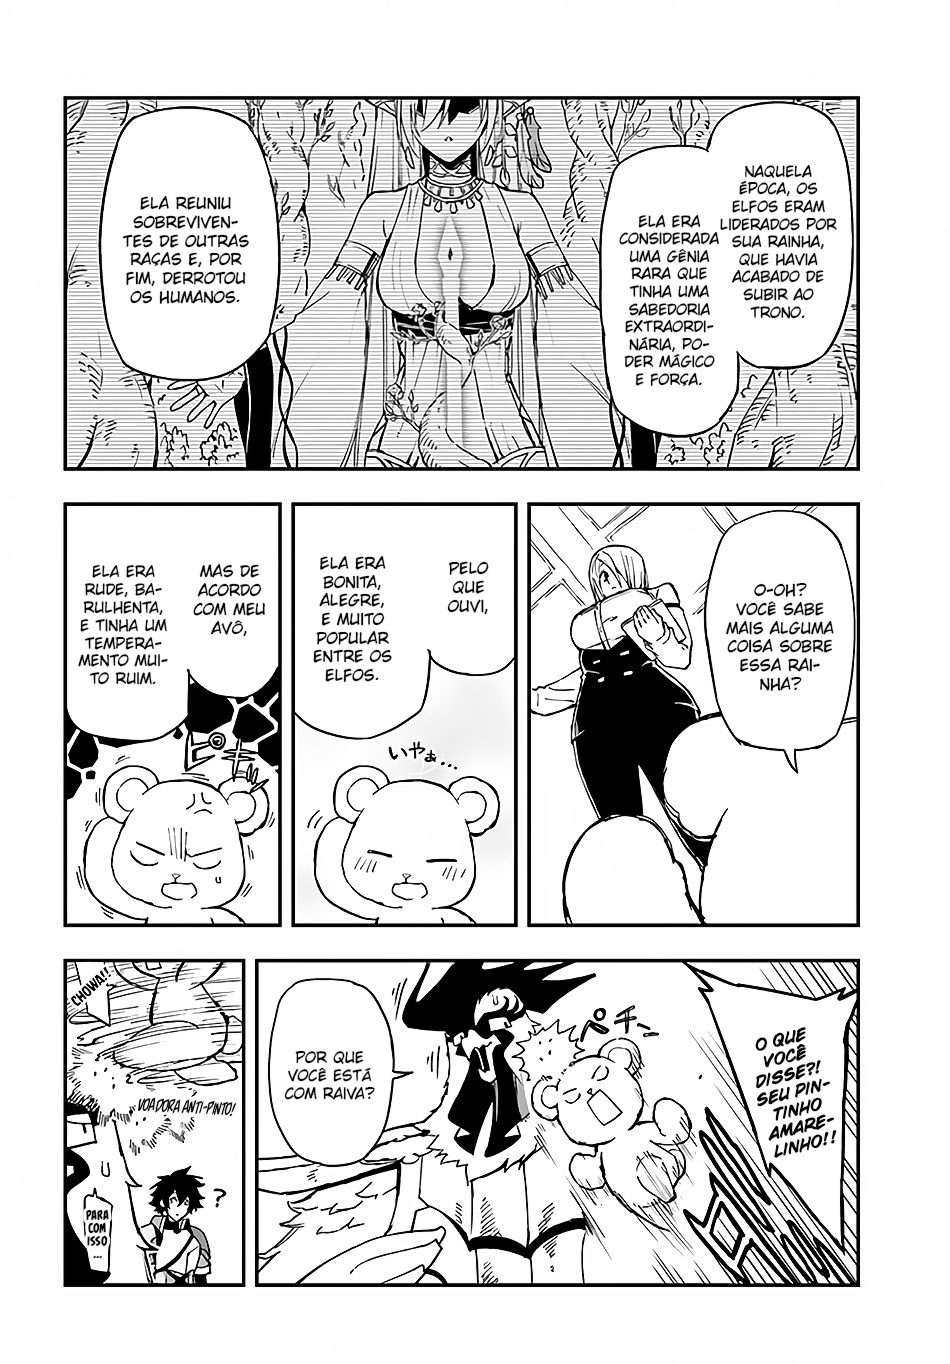 NAQUELA
ÉPOCA, OS
ELFOS ERAM
LIDERADOS POR
SUA RAINHA,
QUE HAVIA
ACABADO DE
SUBIR AO
TRONO.
ELA ERA
CONSIDERADA
UMA GÊNIA
RARA QUE
TINHA UMA
SABEDORIA
EXTRAORDI-
NÁRIA, PO-
DER MÁGICO
E FORÇA.
ELA REUNIU
SOBREVIVEN-
TES DE OUTRAS
RAÇAS E, POR
FIM, DERROTOU
OS HUMANOS.
O-OH?
VOCÊ SABE
MAIS ALGUMA
COISA SOBRE
ESSA RAI-
NHA?
PELO
QUE
OUVI,
ELA ERA
BONITA,
ALEGRE,
E MUITO
POPULAR
ENTRE OS
ELFOS.
いやぁ…
MAS DE
ACORDO
COM MEU
AVÔ,
ELA ERA
RUDE, BA-
RULHENTA,
E TINHA UM
TEMPERA-
MENTO MUI-
TO RUIM.
O QUE
VOCÊ
DISSE?!
SEU PIN-
TINHO
AMARE-
LINHO!!
ペチー
POR QUE
VOCÊ ESTÁ
COM RAIVA?
CHOWA!!
VOADORA ANTI-PINTO!
PARA
COM
ISSO
...
?